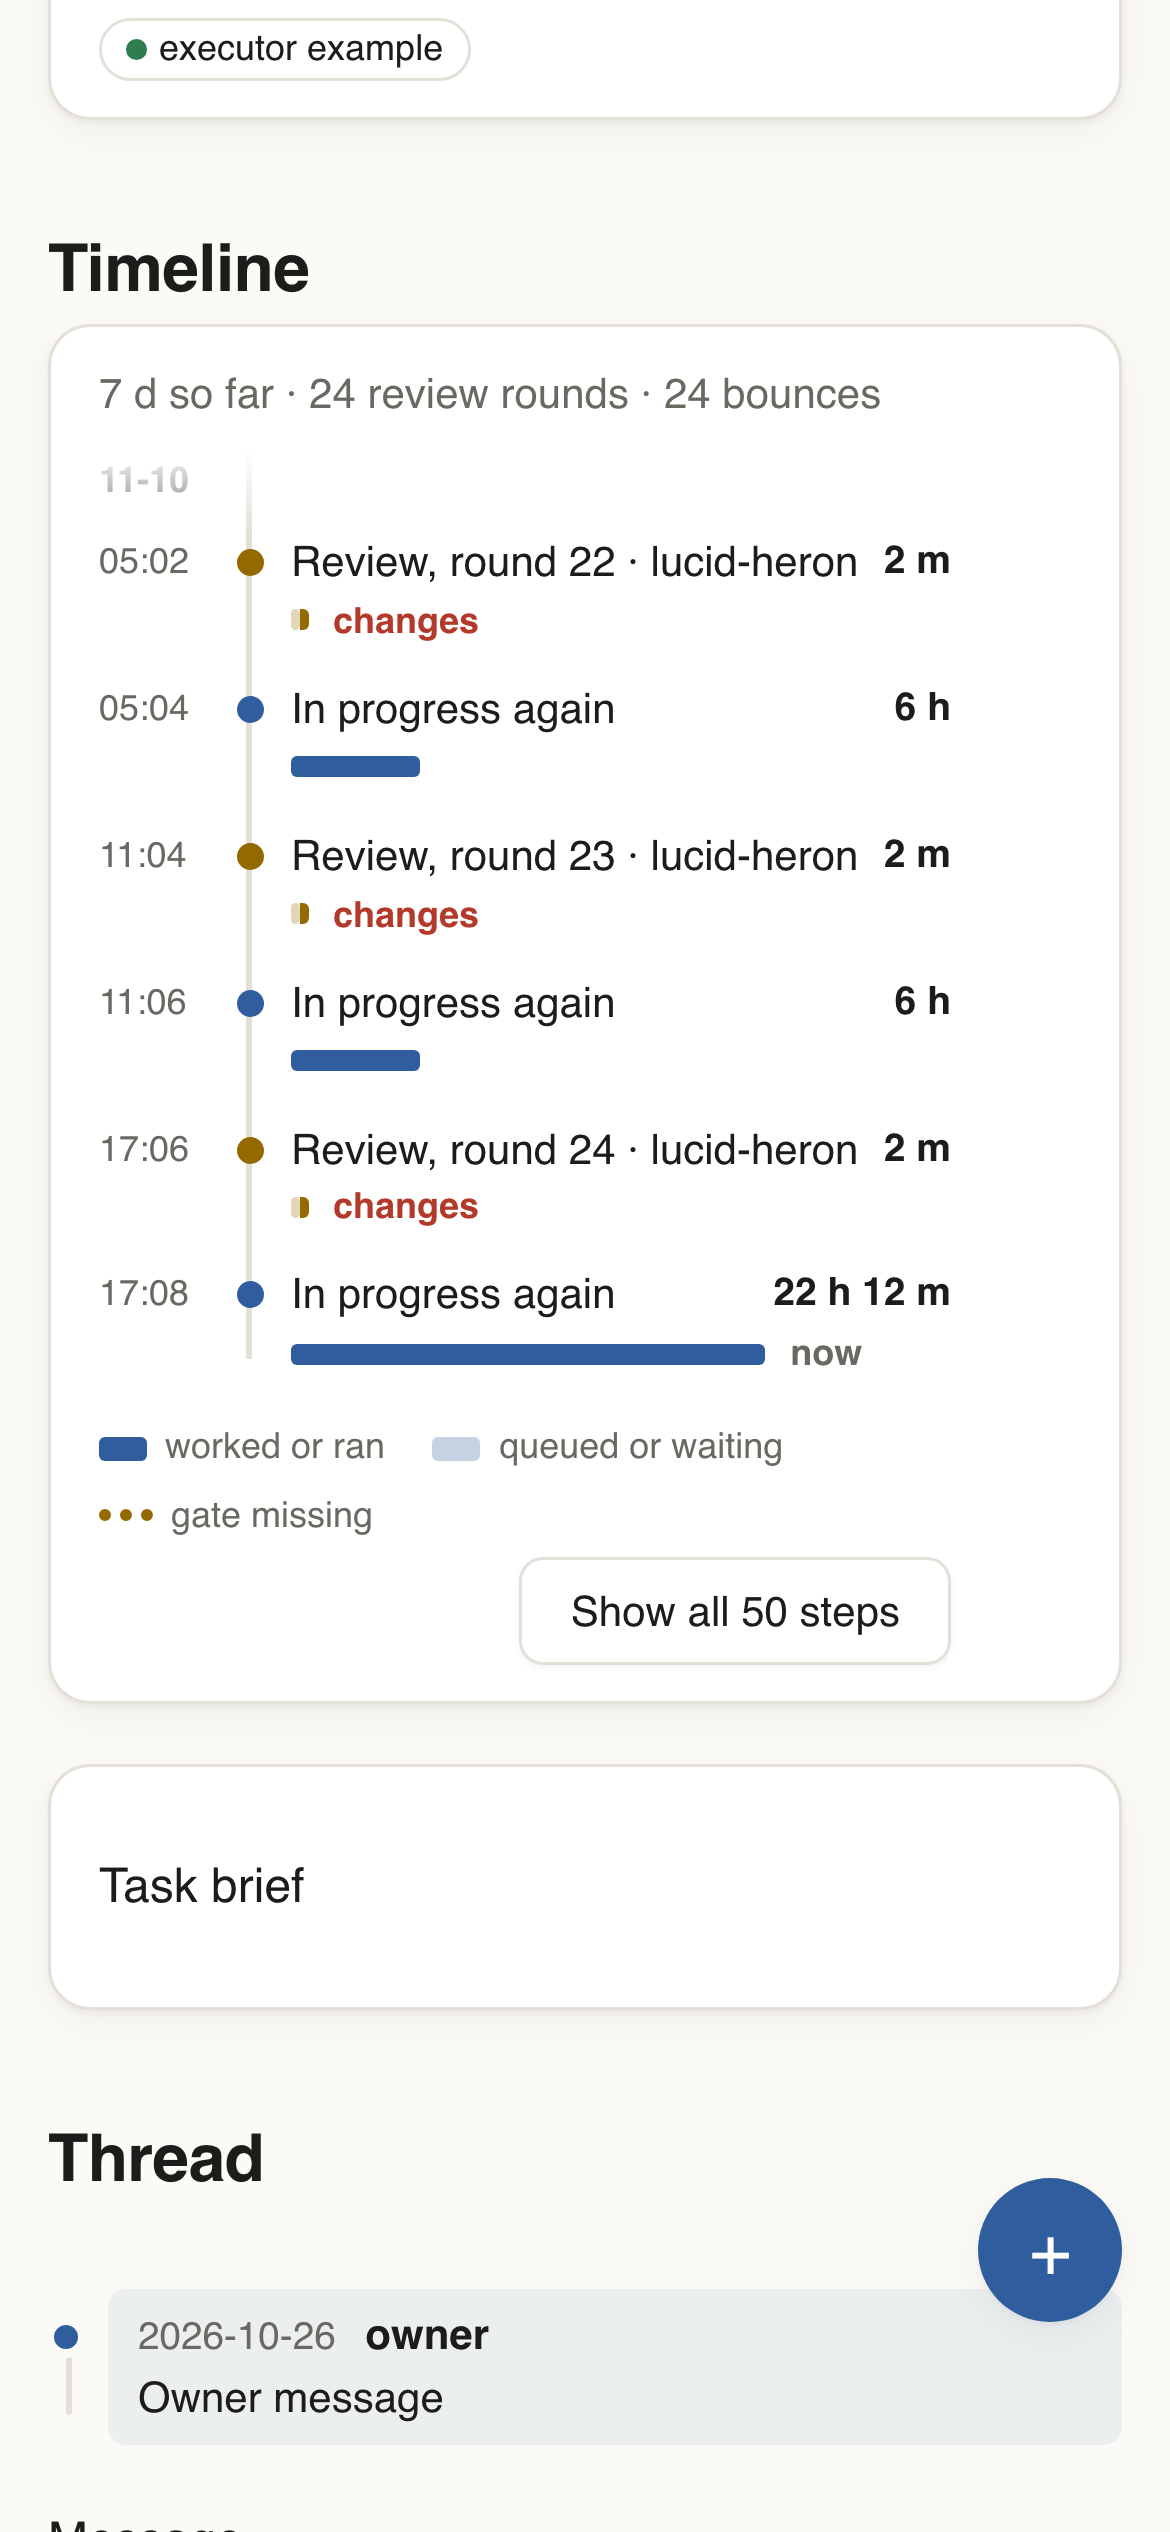 executor example
Timeline
7 d so far · 24 review rounds · 24 bounces
11-10
05:02 Review, round 22 · lucid-heron 2 m
changes
05:04 In progress again 6 h
11:04 Review, round 23 · lucid-heron 2 m
changes
11:06 In progress again 6 h
17:06 Review, round 24 · lucid-heron 2 m
changes
17:08 In progress again 22 h 12 m
now
worked or ran queued or waiting
gate missing
Show all 50 steps
Task brief
Thread
+
2026-10-26 owner
Owner message
Message